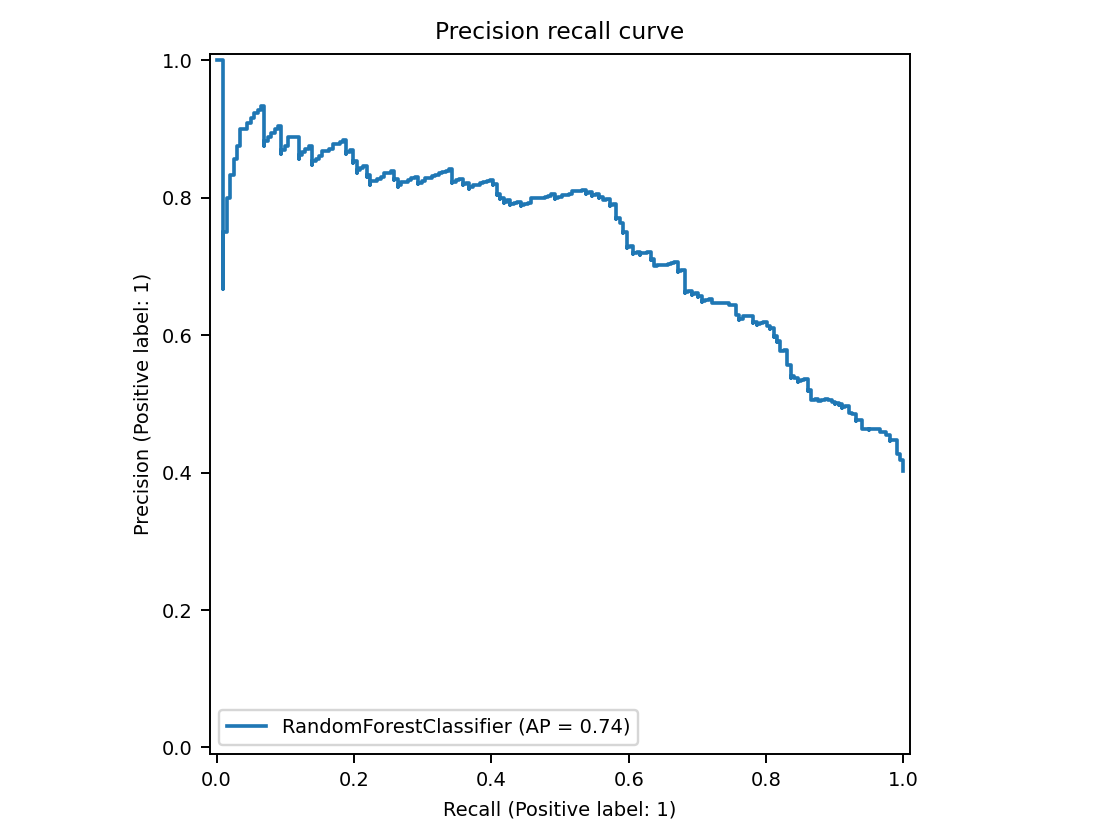 Precision recall curve
1.0
0.8
0.6
0.4
0.2
0.0
Precision (Positive label: 1)
RandomForestClassifier (AP = 0.74)
0.0 0.2 0.4 0.6 0.8 1.0
Recall (Positive label: 1)